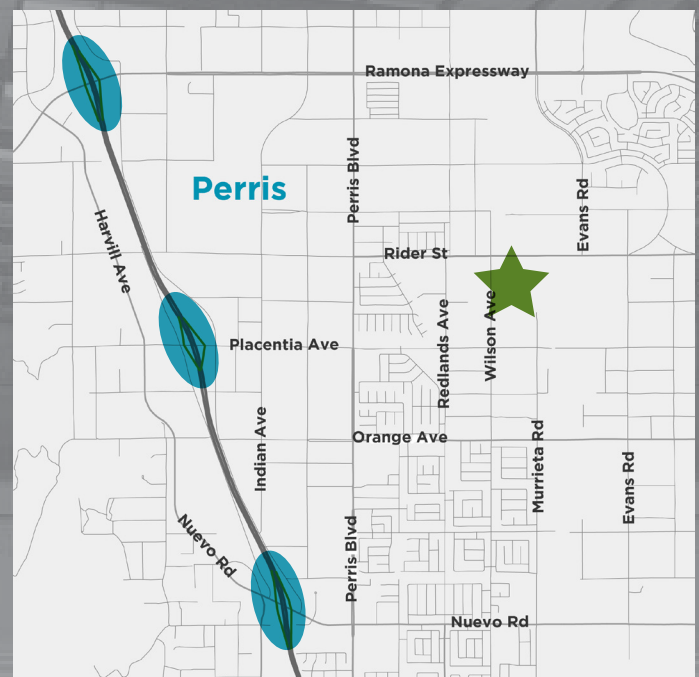 Ramona Expressway
Perris Blvd
Perris
Evans Rd
Harvill Ave
Rider St
Wilson Ave
Redlands Ave
Placentia Ave
Indian Ave
Orange Ave
Murrieta Rd
Evans Rd
Nuevo Rd
Perris Blvd
Nuevo Rd